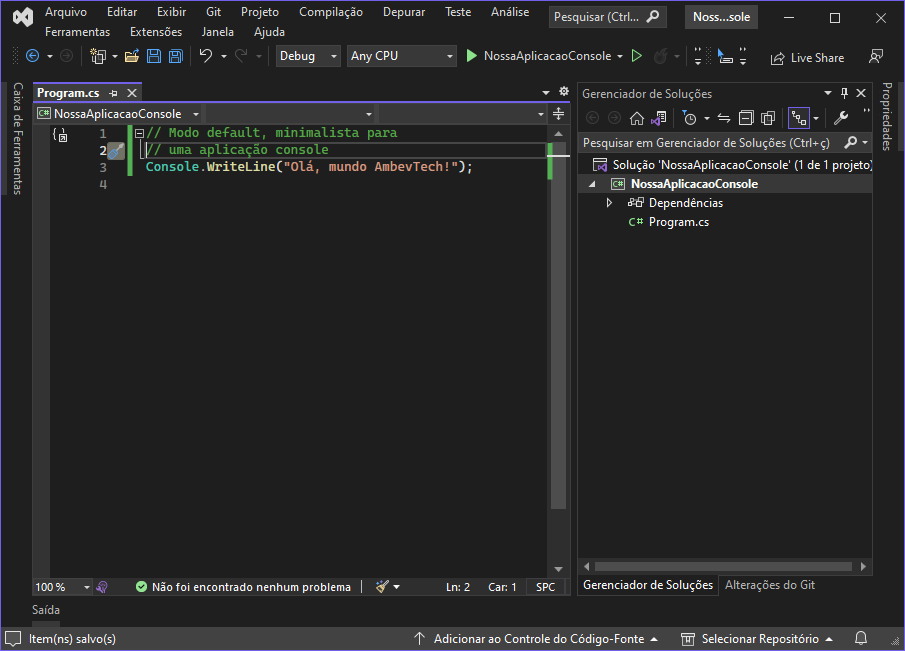 Arquivo Editar Exibir Git Projeto Compilação Depurar Teste Análise Pesquisar (Ctrl... Noss...sole
Ferramentas Extensões Janela Ajuda
Debug Any CPU NossaAplicacaoConsole Live Share
Caixa de Ferramentas
Program.cs
NossaAplicacaoConsole
1 // Modo default, minimalista para
2 // uma aplicação console
3 Console.WriteLine("Olá, mundo AmbevTech!");
4
100 % Não foi encontrado nenhum problema Ln: 2 Car: 1 SPC
Gerenciador de Soluções
Pesquisar em Gerenciador de Soluções (Ctrl+ç)
Solução 'NossaAplicacaoConsole' (1 de 1 projeto)
C# NossaAplicacaoConsole
Dependências
C# Program.cs
Gerenciador de Soluções Alterações do Git
Propriedades
Saída
Item(ns) salvo(s) Adicionar ao Controle do Código-Fonte Selecionar Repositório